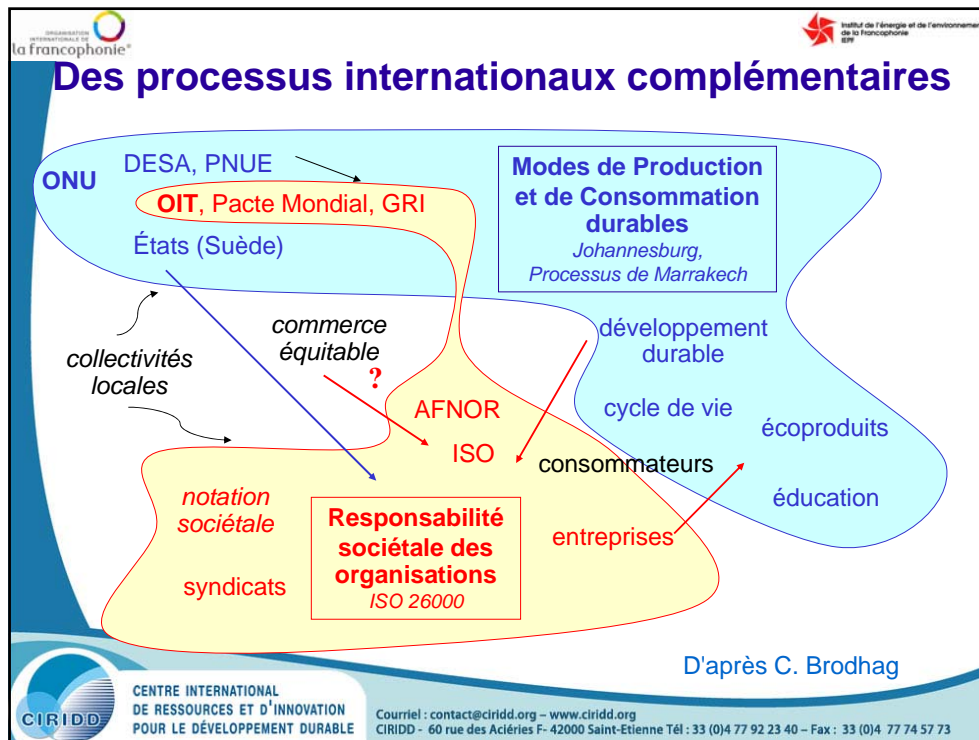 ORGANISATION
INTERNATIONALE DE
la francophonie
Institut de l'énergie et de l'environnement
de la Francophonie
IEPF
Des processus internationaux complémentaires
ONU
DESA, PNUE
OIT, Pacte Mondial, GRI
États (Suède)
Modes de Production
et de Consommation
durables
Johannesburg,
Processus de Marrakech
collectivités
locales
commerce
équitable
?
développement
durable
cycle de vie
écoproduits
éducation
AFNOR
ISO
consommateurs
entreprises
notation
sociétale
syndicats
Responsabilité
sociétale des
organisations
ISO 26000
D'après C. Brodhag
CIRIDD
CENTRE INTERNATIONAL
DE RESSOURCES ET D'INNOVATION
POUR LE DÉVELOPPEMENT DURABLE
Courriel : contact@ciridd.org – www.ciridd.org
CIRIDD - 60 rue des Aciéries F- 42000 Saint-Etienne Tél : 33 (0)4 77 92 23 40 – Fax : 33 (0)4 77 74 57 73